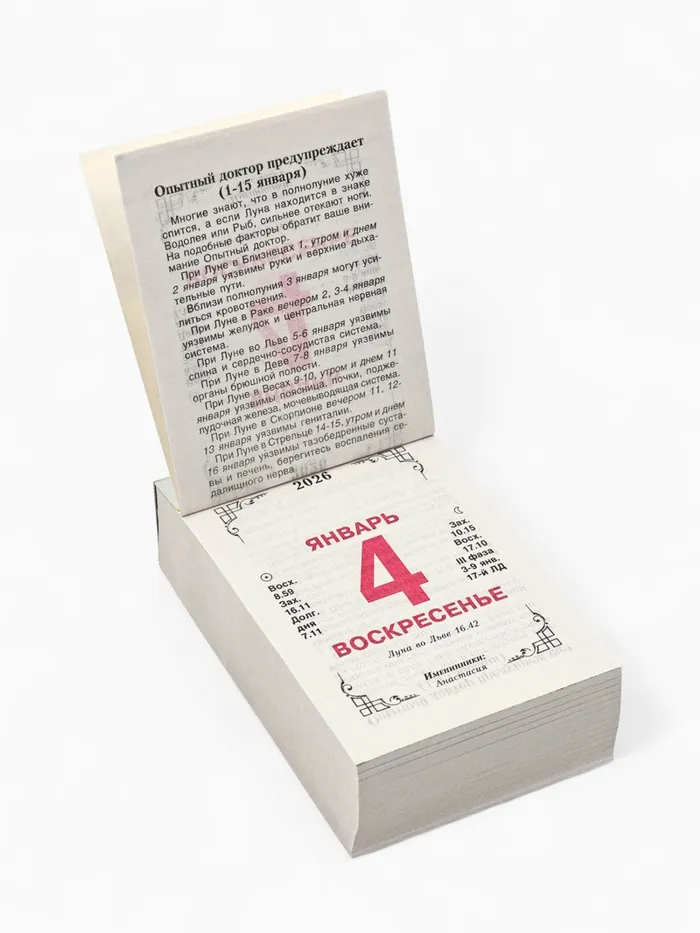 Опытный доктор предупреждает
(1-15 января)
Многие знают, что в полнолуние хуже
спится, а если Луна находится в знаке
Водолея или Рыб, сильнее отекают ноги.
На подобные факторы обратит ваше вни-
мание Опытный доктор.
При Луне в Близнецах 1, утром и днем
2 января уязвимы руки и верхние дыха-
тельные пути.
Вблизи полнолуния 3 января могут уси-
литься кровотечения.
При Луне в Раке вечером 2, 3-4 января
уязвимы желудок и центральная нервная
система.
При Луне во Льве 5-6 января уязвимы
спина и сердечно-сосудистая система.
При Луне в Деве 7-8 января уязвимы
органы брюшной полости.
При Луне в Весах 9-10, утром и днем 11
января уязвимы поясница, почки, подже-
лудочная железа, мочевыводящая система.
При Луне в Скорпионе вечером 11, 12-
13 января уязвимы гениталии.
При Луне в Стрельце 14-15, утром и днем
16 января уязвимы тазобедренные суста-
вы и печень, берегитесь воспаления се-
далищного нерва.
2026
ЯНВАРЬ
4
ВОСКРЕСЕНЬЕ
Восх.
8.59
Зах.
16.11
Долг.
дня
7.11
Зах.
10.15
Восх.
17.10
III фаза
3-9 янв.
17-й ЛД
Луна во Льве 16.42
Именинники:
Анастасия